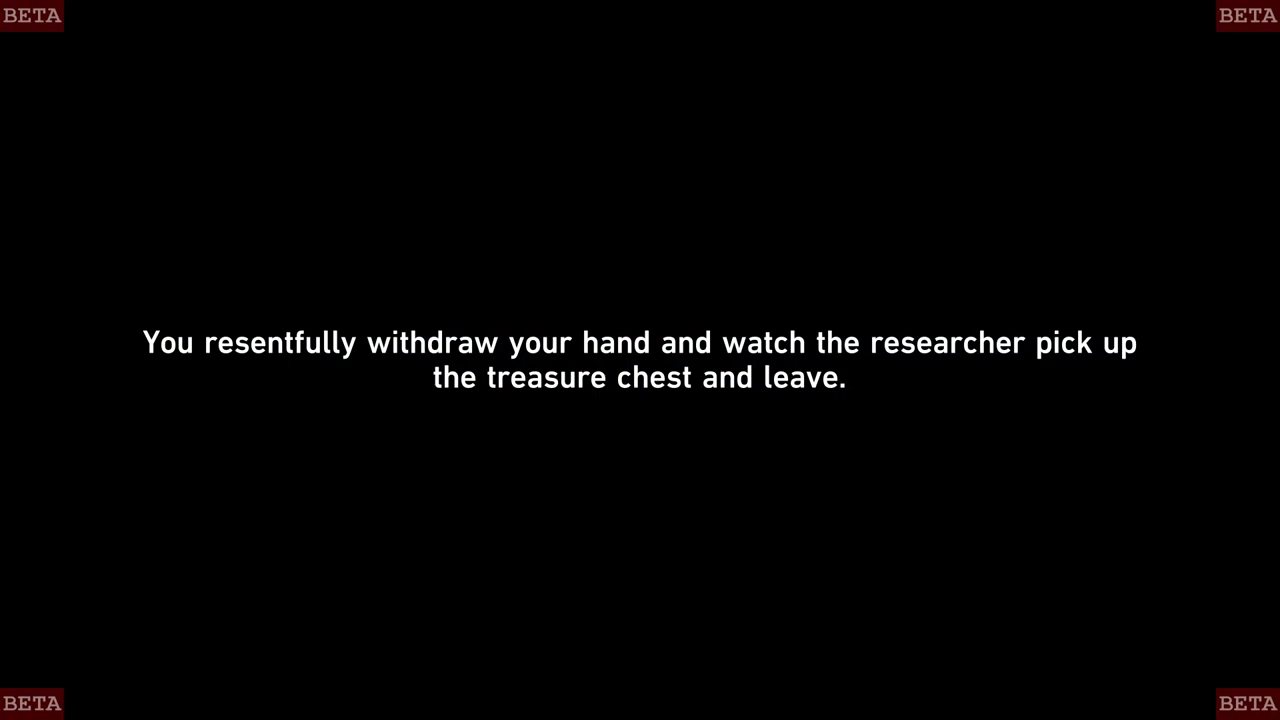 BETA BETA
You resentfully withdraw your hand and watch the researcher pick up
the treasure chest and leave.
BETA BETA